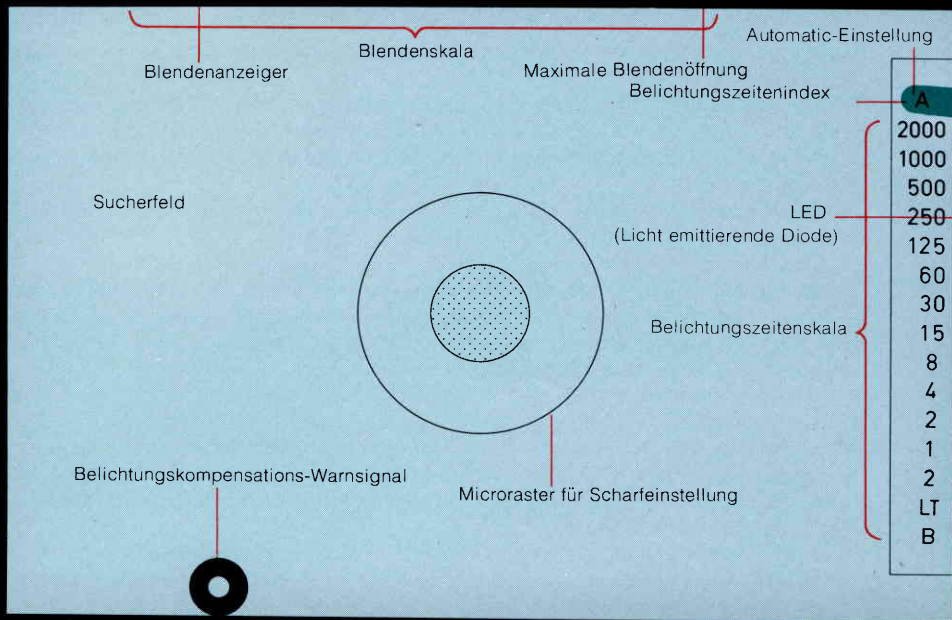 Automatic-Einstellung
Blendenskala
Blendenanzeiger
Maximale Blendenöffnung
Belichtungszeitenindex
A
2000
1000
500
250
125
60
30
15
8
4
2
1
2
LT
B
Sucherfeld
LED
(Licht emittierende Diode)
Belichtungszeitenskala
Belichtungskompensations-Warnsignal
Microraster für Scharfeinstellung